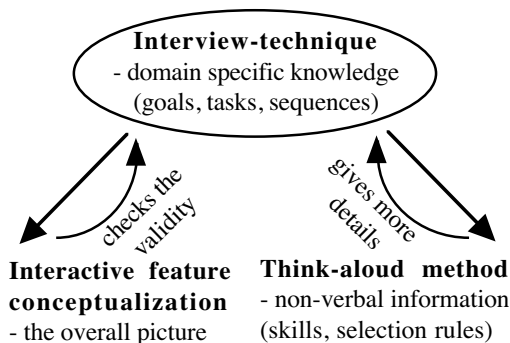 Interview-technique
- domain specific knowledge
(goals, tasks, sequences)
checks the
validity
gives more
details
Interactive feature
conceptualization
- the overall picture
Think-aloud method
- non-verbal information
(skills, selection rules)